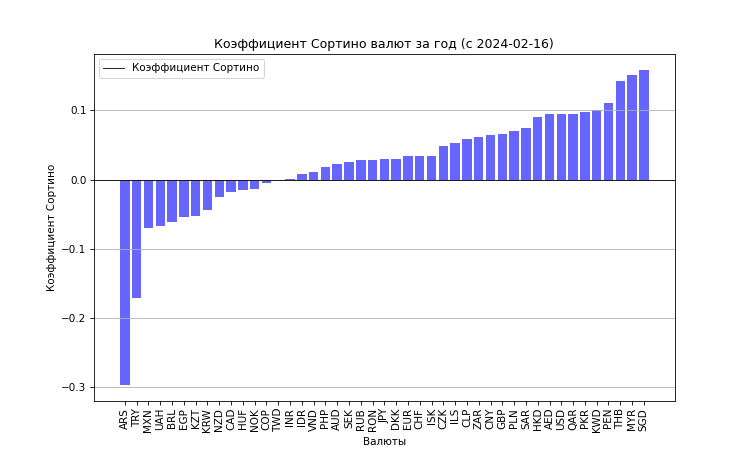 Коэффициент Сортино валют за год (с 2024-02-16)
Коэффициент Сортино
Коэффициент Сортино
0.1
0.0
−0.1
−0.2
−0.3
ARS
TRY
MXN
UAH
BRL
EGP
KZT
KRW
NZD
CAD
HUF
NOK
COP
TWD
INR
IDR
VND
PHP
AUD
SEK
RUB
RON
JPY
DKK
EUR
CHF
ISK
CZK
ILS
CLP
ZAR
CNY
GBP
PLN
SAR
HKD
AED
USD
QAR
PKR
KWD
PEN
THB
MYR
SGD
Валюты